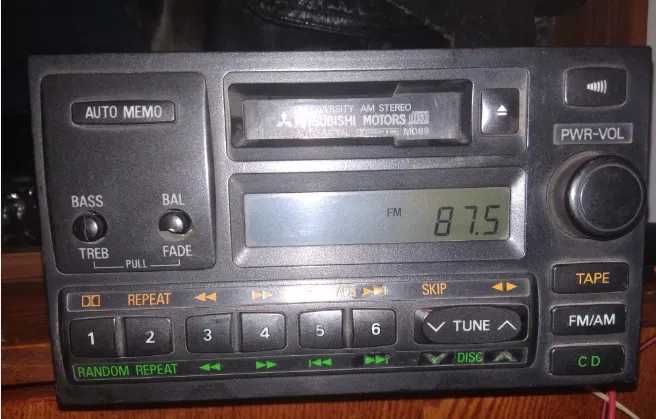 AUTO MEMO
DIVERSITY AM STEREO
MITSUBISHI MOTORS
PWR-VOL
BASS BAL
FM 87.5
TREB FADE
PULL
TAPE
REPEAT SKIP
1 2 3 4 5 6 TUNE
FM/AM
RANDOM REPEAT DISC
CD